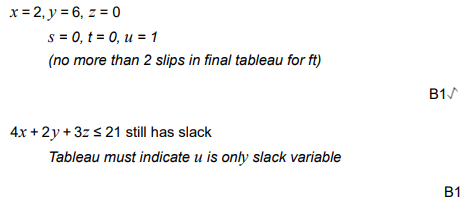 x = 2, y = 6, z = 0
s = 0, t = 0, u = 1
(no more than 2 slips in final tableau for ft)
B1√
4x + 2y + 3z ≤ 21 still has slack
Tableau must indicate u is only slack variable
B1